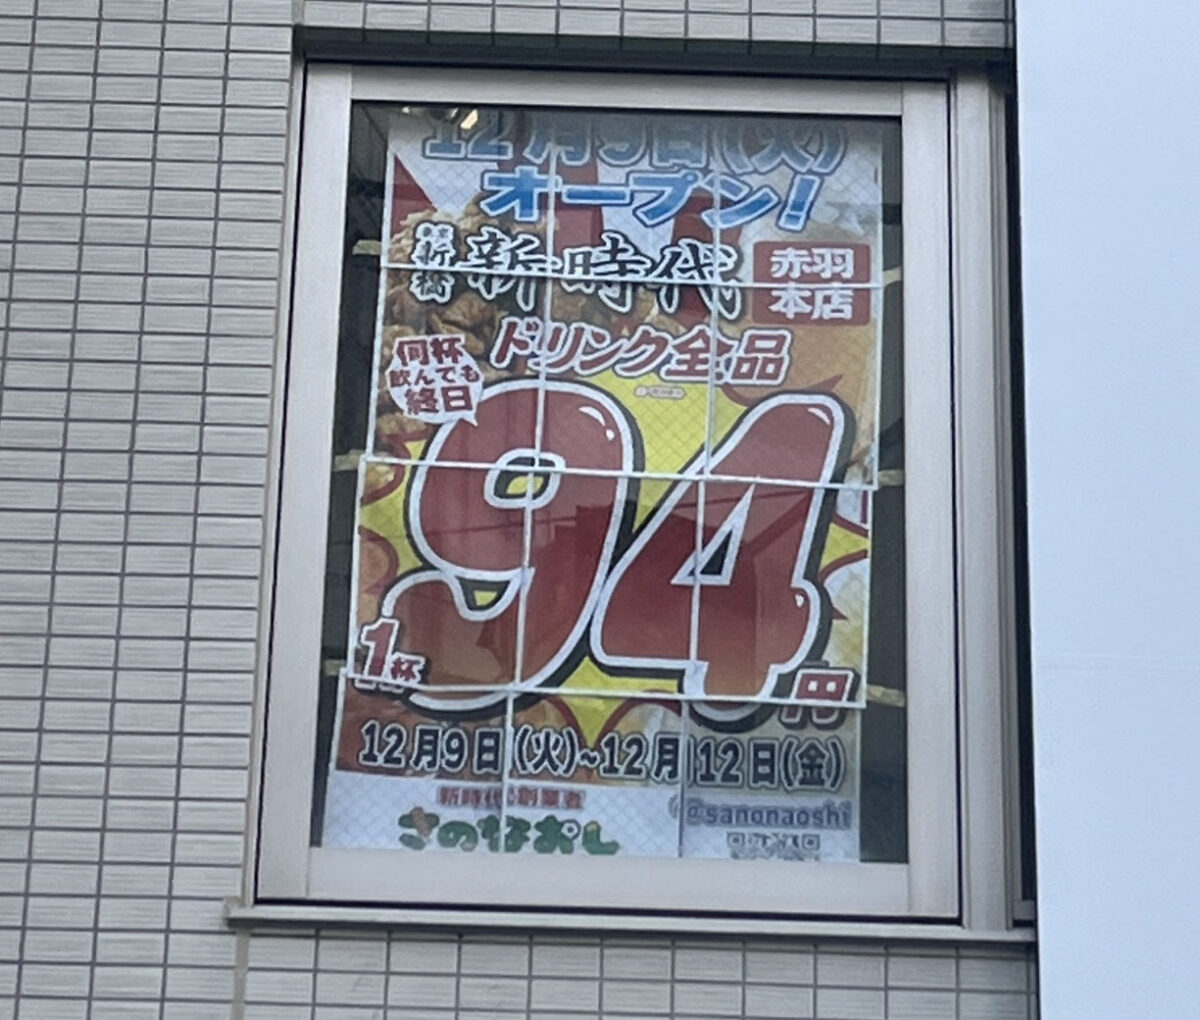 12月9日(火)
オープン!
新時代
赤羽
本店
ドリンク全品
何杯
飲んでも
終日
94
1杯
円
12月9日(火)~12月12日(金)
新時代創業者
さのなおし
@sanonaoshi